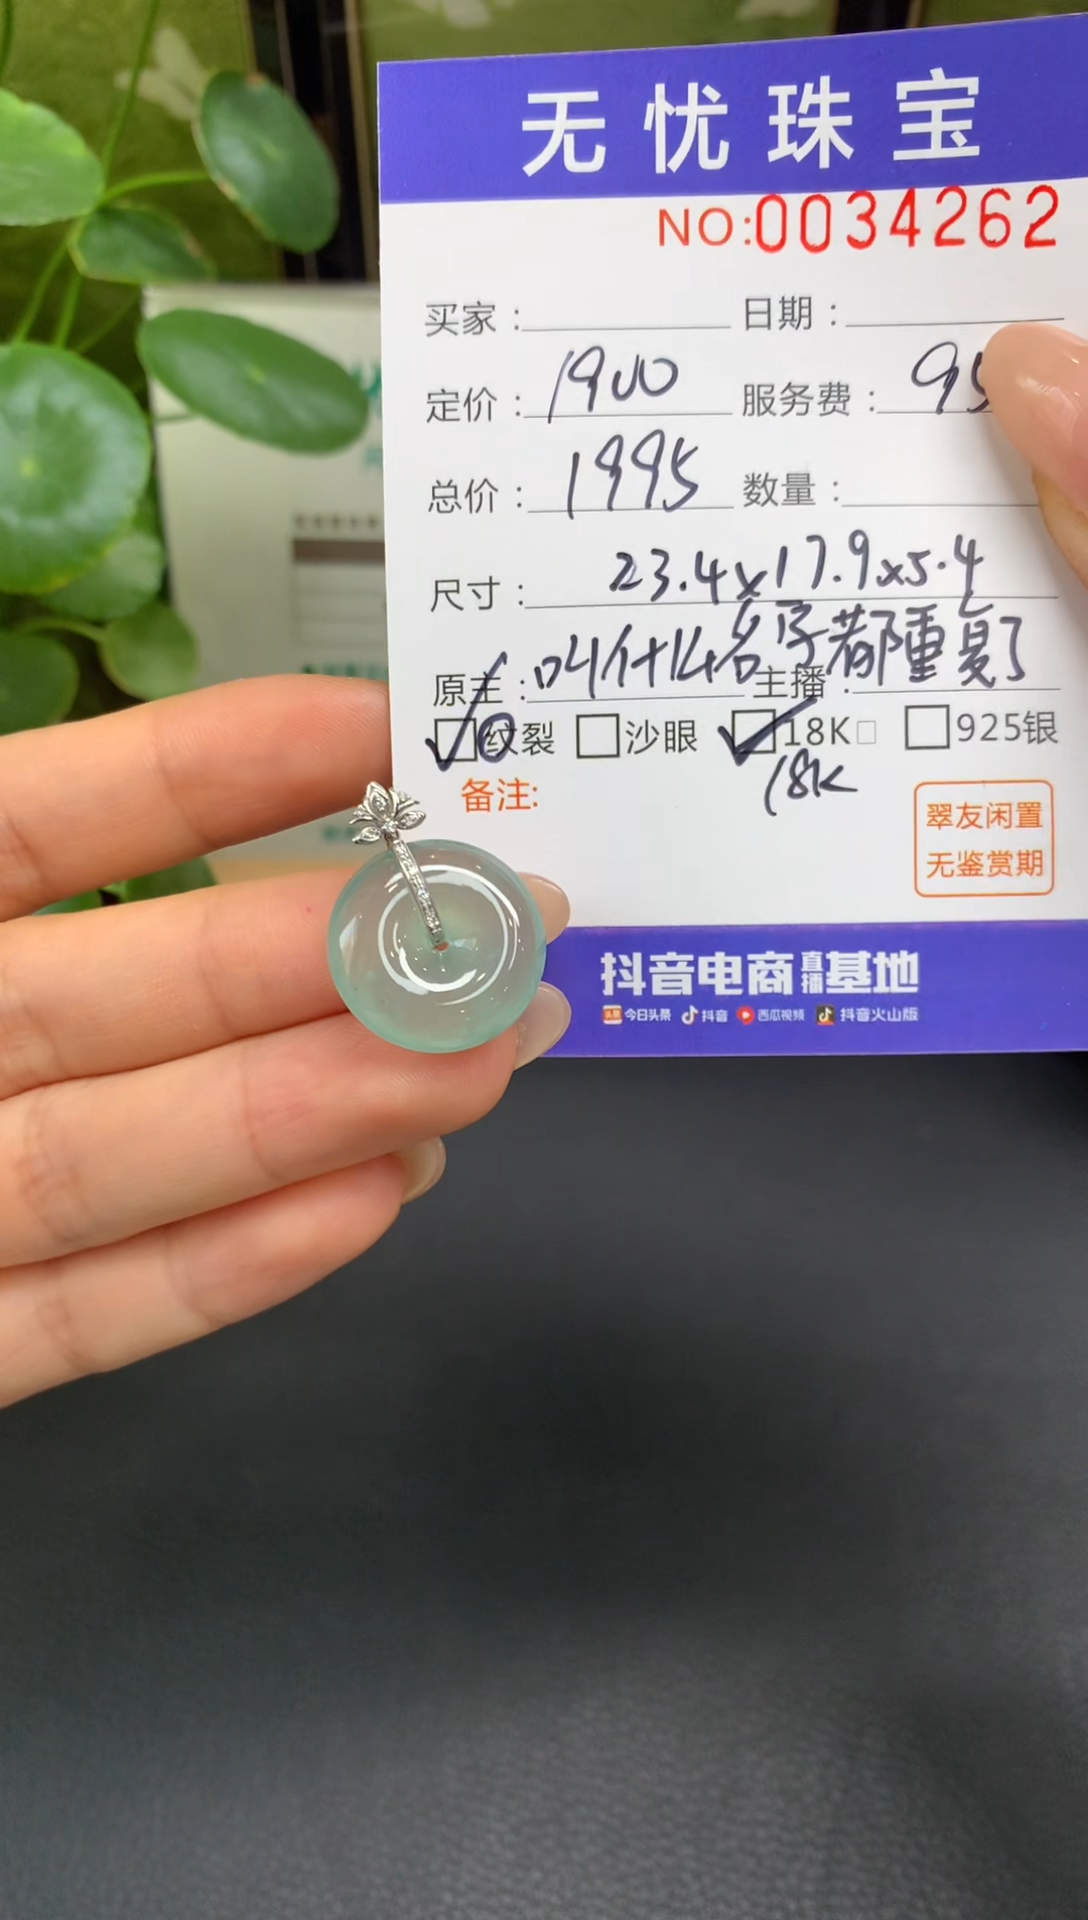 无忧珠宝
NO:0034262
买家： 日期：
定价：1900 服务费：95
总价：1995 数量：
尺寸：23.4x17.9x5.4
原主：叫什么名字都重复了 主播：
纹裂 沙眼 18K 925银
18K
备注:
翠友闲置
无鉴赏期
抖音电商直播基地
头条 今日头条 抖音 西瓜视频 抖音火山版